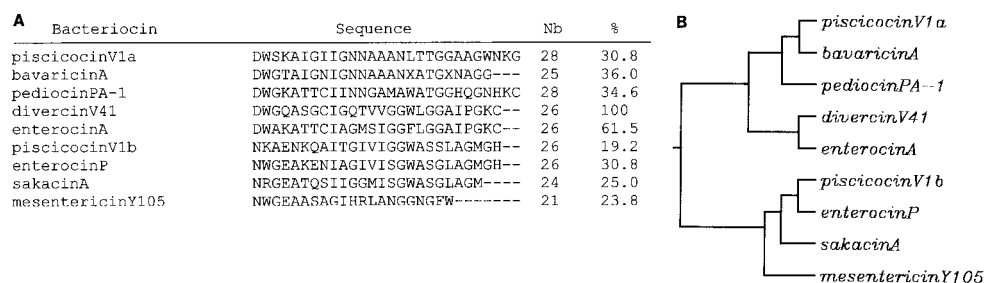 A
Bacteriocin Sequence Nb %
piscicocinV1a DWSKAIGIIGNNAAANLTTGGAAGWNKG 28 30.8
bavaricinA DWGTAIGNIGNNAAANXATGXNAGG--- 25 36.0
pediocinPA-1 DWGKATTCIINNGAMAWATGGHQGNHKC 28 34.6
divercinV41 DWGQASGCIGQTVVGGWLGGAIPGKC-- 26 100
enterocinA DWAKATTCIAGMSIGGFLGGAIPGKC-- 26 61.5
piscicocinV1b NKAENKQAITGIVIGGWASSLAGMGH-- 26 19.2
enterocinP NWGEAKENIAGIVISGWASGLAGMGH-- 26 30.8
sakacinA NRGEATQSIIGGMISGWASGLAGM---- 24 25.0
mesentericinY105 NWGEAASAGIHRLANGGNGFW------- 21 23.8
B
piscicocinV1a
bavaricinA
pediocinPA-1
divercinV41
enterocinA
piscicocinV1b
enterocinP
sakacinA
mesentericinY105